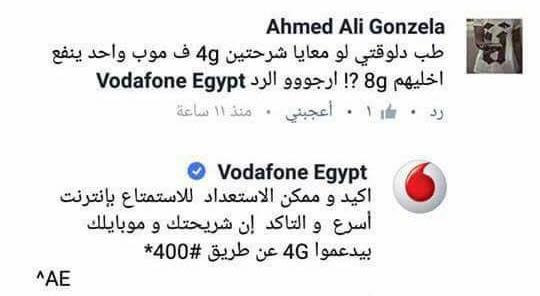 Ahmed Ali Gonzela
طب دلوقتي لو معايا شرحتين 4g ف موب واحد ينفع
اخليهم 8g ?! ارجووو الرد Vodafone Egypt
رد · ١ · أعجبني · منذ ١١ ساعة
Vodafone Egypt
اكيد و ممكن الاستعداد للاستمتاع بإنترنت
أسرع و التاكد إن شريحتك و موبايلك
بيدعموا 4G عن طريق #400*
^AE